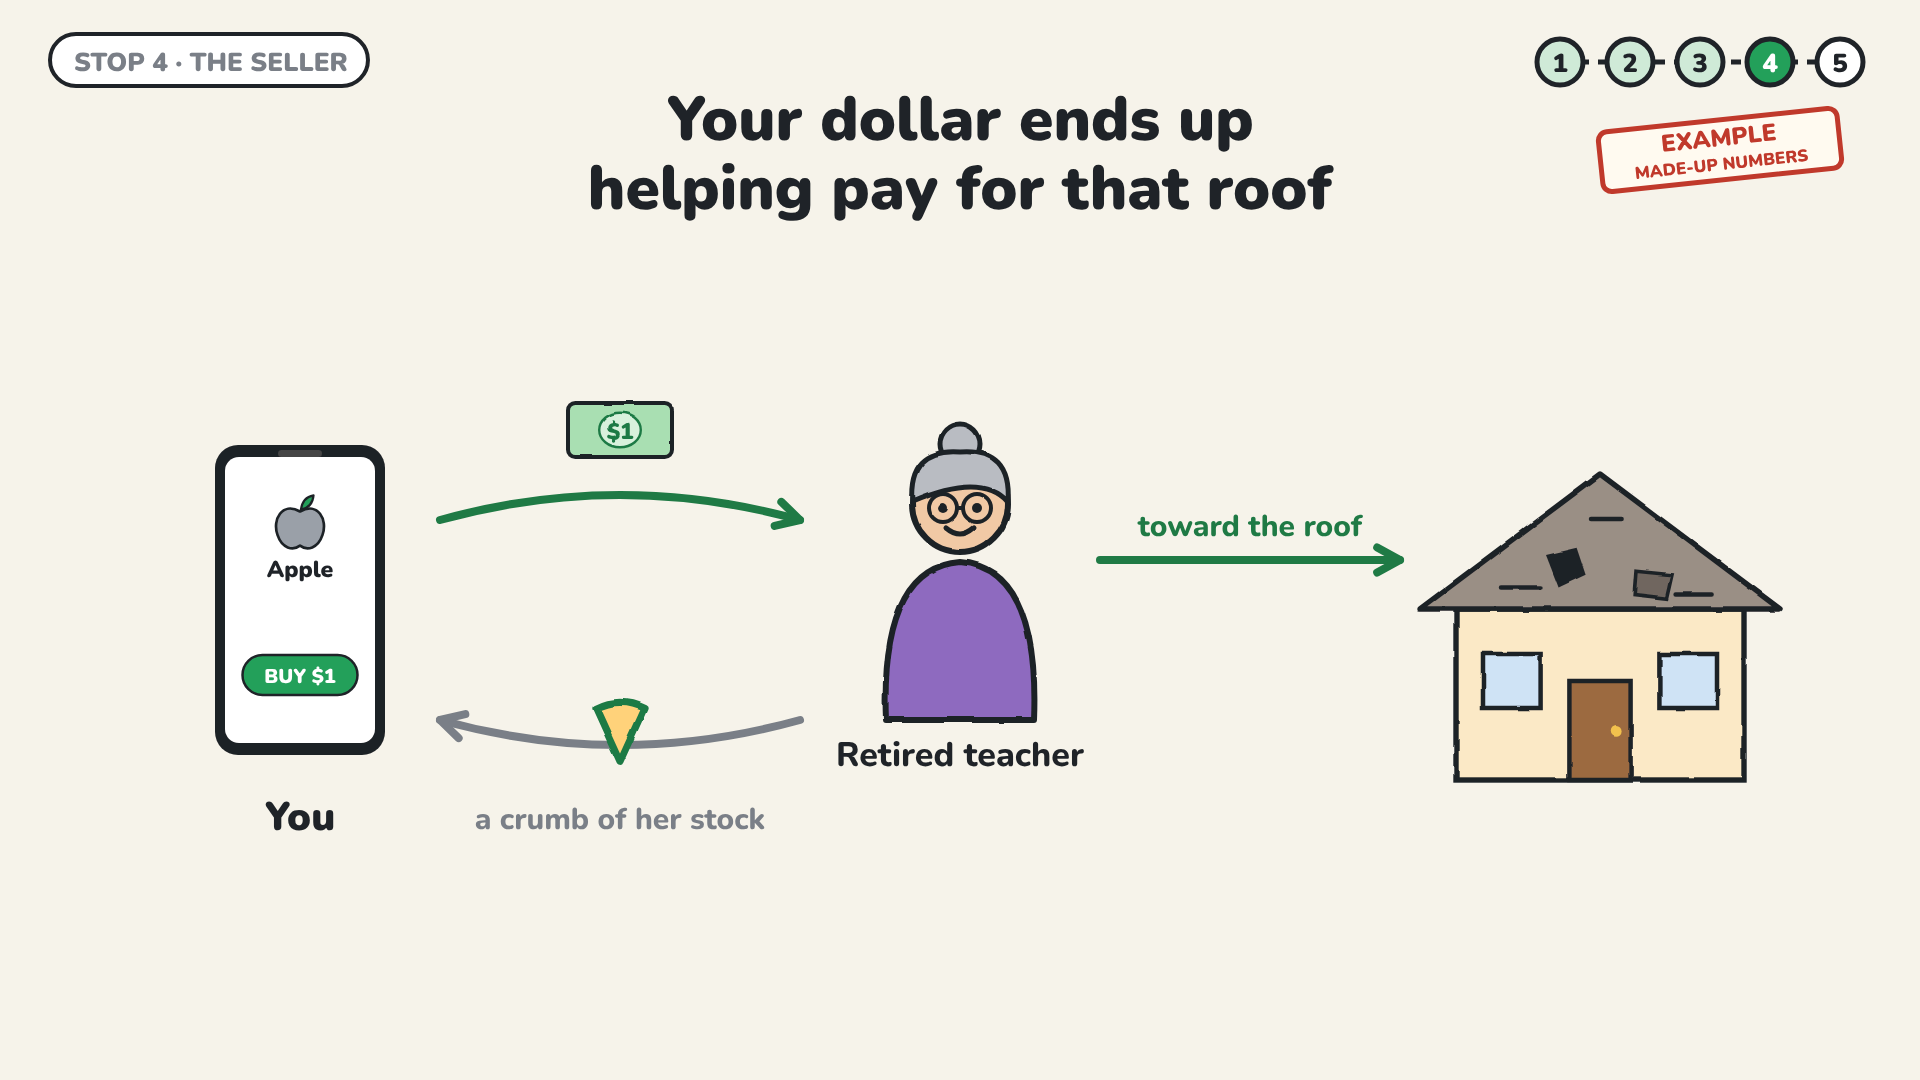 STOP 4 · THE SELLER
1 2 3 4 5
Your dollar ends up
helping pay for that roof
EXAMPLE
MADE-UP NUMBERS
$1
Apple
BUY $1
You
a crumb of her stock
Retired teacher
toward the roof